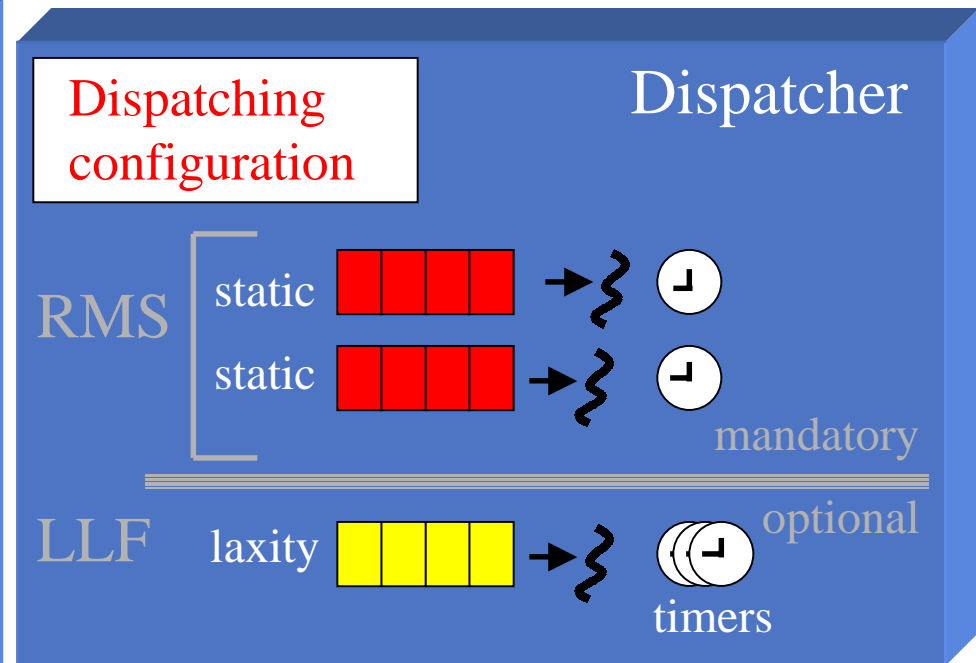 Dispatching
configuration
Dispatcher
RMS
static
static
mandatory
optional
LLF
laxity
timers